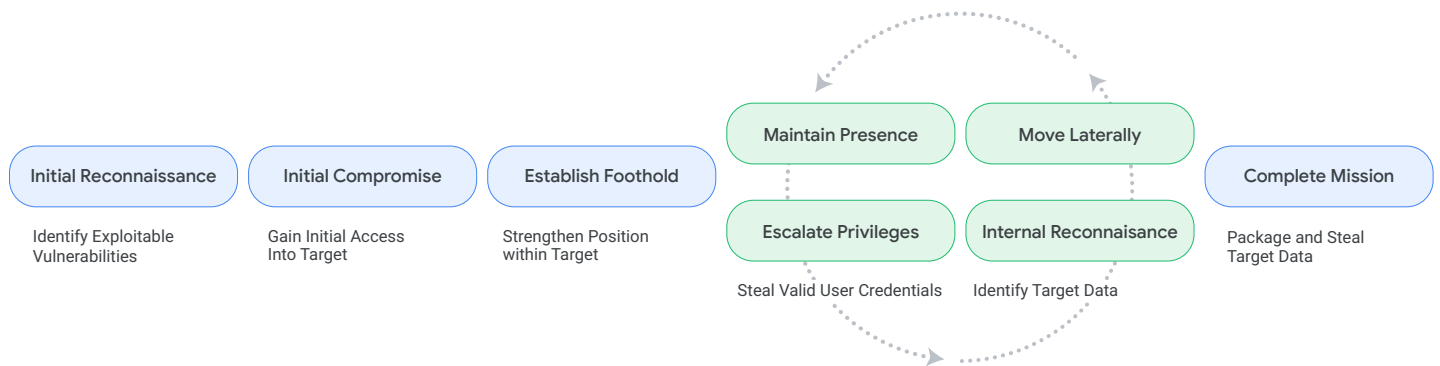 Initial Reconnaissance
Identify Exploitable
Vulnerabilities
Initial Compromise
Gain Initial Access
Into Target
Establish Foothold
Strengthen Position
within Target
Maintain Presence
Move Laterally
Escalate Privileges
Steal Valid User Credentials
Internal Reconnaisance
Identify Target Data
Complete Mission
Package and Steal
Target Data